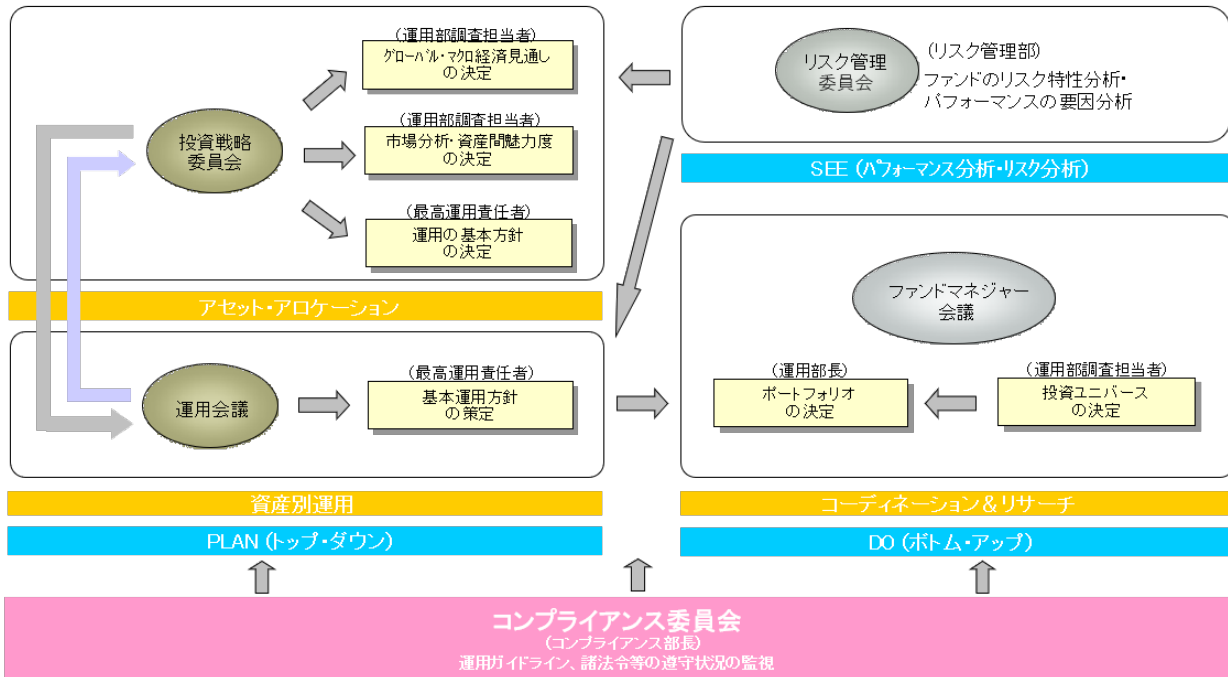 (運用部調査担当者)
グローバル・マクロ経済見通し
の決定
投資戦略
委員会
(運用部調査担当者)
市場分析・資産間魅力度
の決定
(最高運用責任者)
運用の基本方針
の決定
アセット・アロケーション
リスク管理
委員会
(リスク管理部)
ファンドのリスク特性分析・
パフォーマンスの要因分析
SEE (パフォーマンス分析・リスク分析)
運用会議
(最高運用責任者)
基本運用方針
の策定
資産別運用
PLAN (トップ・ダウン)
ファンドマネジャー
会議
(運用部長)
ポートフォリオ
の決定
(運用部調査担当者)
投資ユニバース
の決定
コーディネーション＆リサーチ
DO (ボトム・アップ)
コンプライアンス委員会
(コンプライアンス部長)
運用ガイドライン、諸法令等の遵守状況の監視